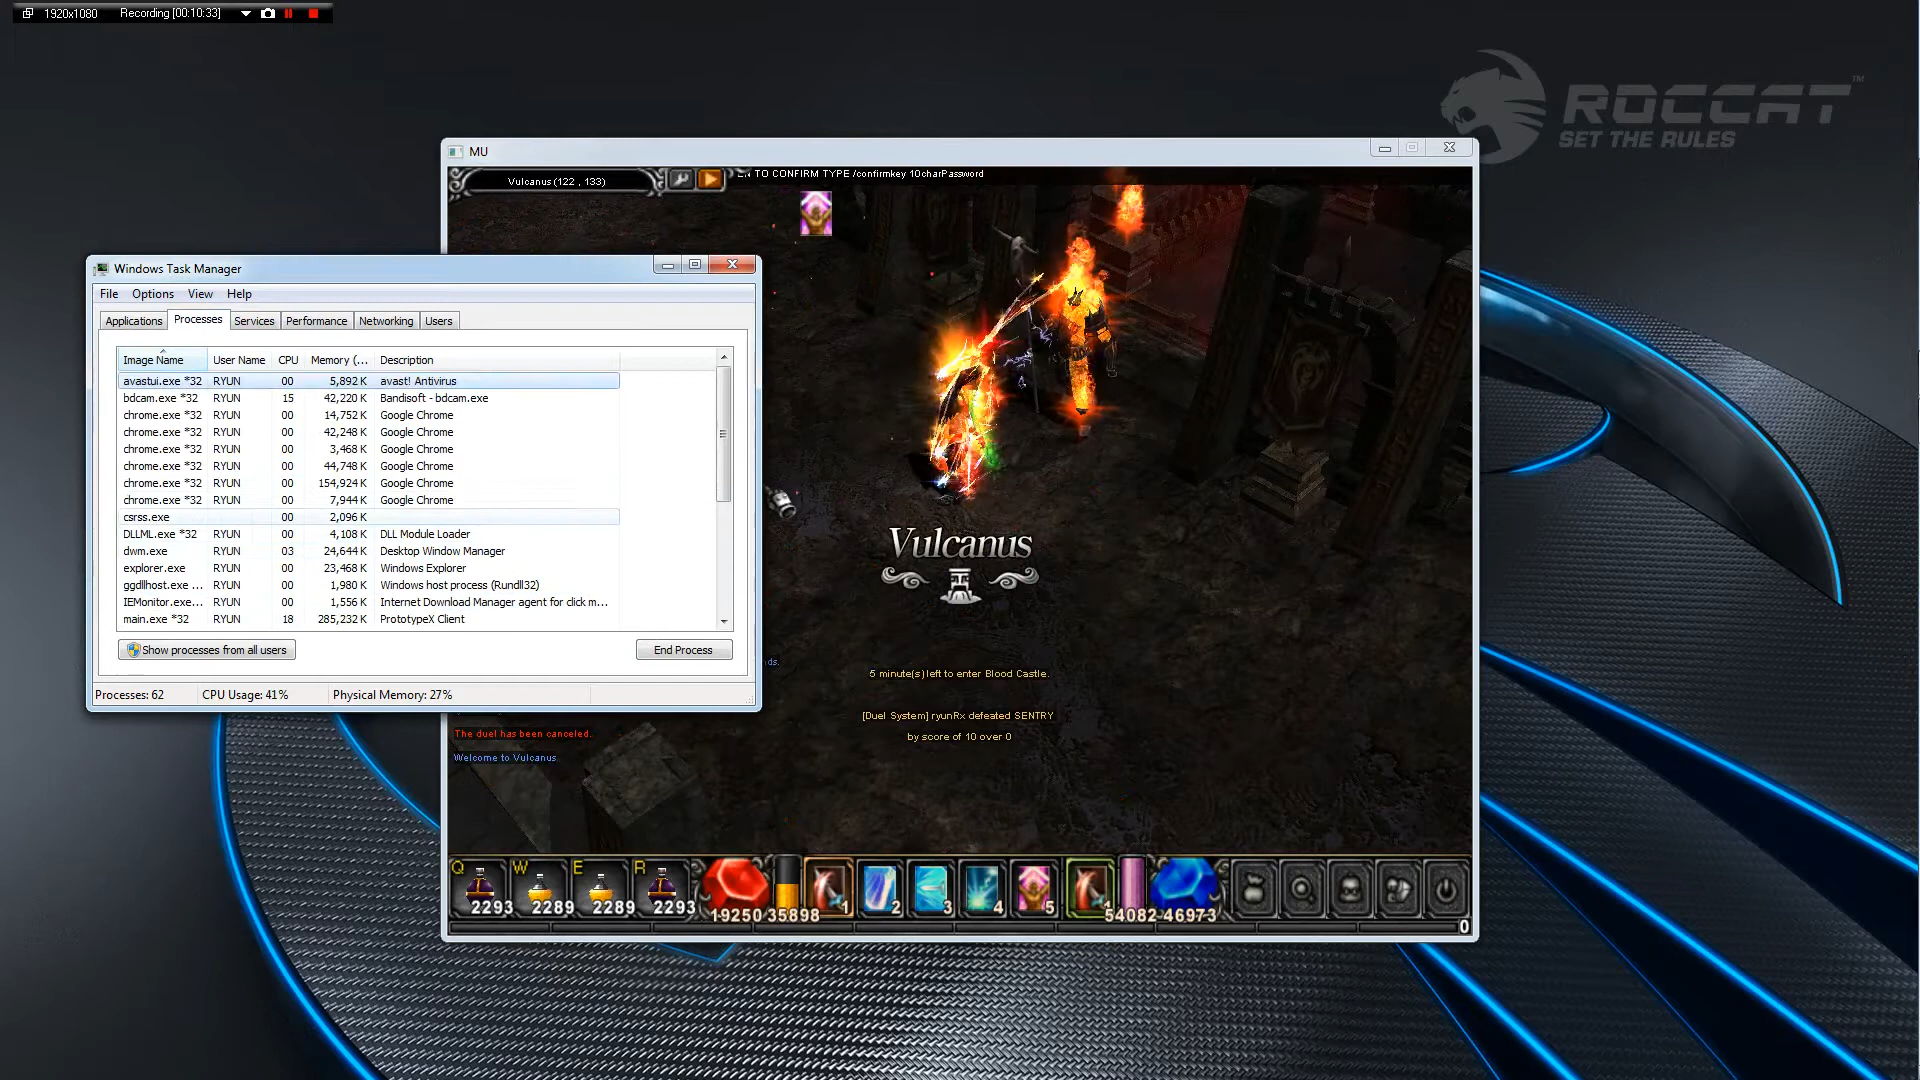 1920x1080 Recording [00:10:33]
ROCCAT™
SET THE RULES
MU
Vulcanus (122 , 133)
TO CONFIRM TYPE /confirmkey 10charPassword
Windows Task Manager
File Options View Help
Applications Processes Services Performance Networking Users
Image Name User Name CPU Memory (... Description
avastui.exe *32 RYUN 00 5,892 K avast! Antivirus
bdcam.exe *32 RYUN 15 42,220 K Bandisoft - bdcam.exe
chrome.exe *32 RYUN 00 14,752 K Google Chrome
chrome.exe *32 RYUN 00 42,248 K Google Chrome
chrome.exe *32 RYUN 00 3,468 K Google Chrome
chrome.exe *32 RYUN 00 44,748 K Google Chrome
chrome.exe *32 RYUN 00 154,924 K Google Chrome
chrome.exe *32 RYUN 00 7,944 K Google Chrome
csrss.exe 00 2,096 K
DLLML.exe *32 RYUN 00 4,108 K DLL Module Loader
dwm.exe RYUN 03 24,644 K Desktop Window Manager
explorer.exe RYUN 00 23,468 K Windows Explorer
ggdllhost.exe ... RYUN 00 1,980 K Windows host process (Rundll32)
IEMonitor.exe... RYUN 00 1,556 K Internet Download Manager agent for click m...
main.exe *32 RYUN 18 285,232 K PrototypeX Client
Show processes from all users End Process
Processes: 62 CPU Usage: 41% Physical Memory: 27%
Vulcanus
nds.
5 minute(s) left to enter Blood Castle.
[Duel System] ryunRx defeated SENTRY
by score of 10 over 0
The duel has been canceled.
Welcome to Vulcanus
Q W E R
2293 2289 2289 2293 19250 35898 1 2 3 4 5 1 54082 46973
0